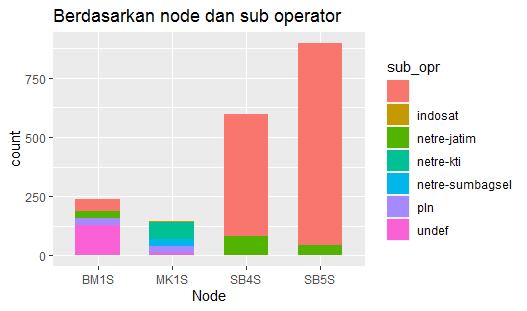 Berdasarkan node dan sub operator
count
750
500
250
0
BM1S MK1S SB4S SB5S
Node
sub_opr
indosat
netre-jatim
netre-kti
netre-sumbagsel
pln
undef